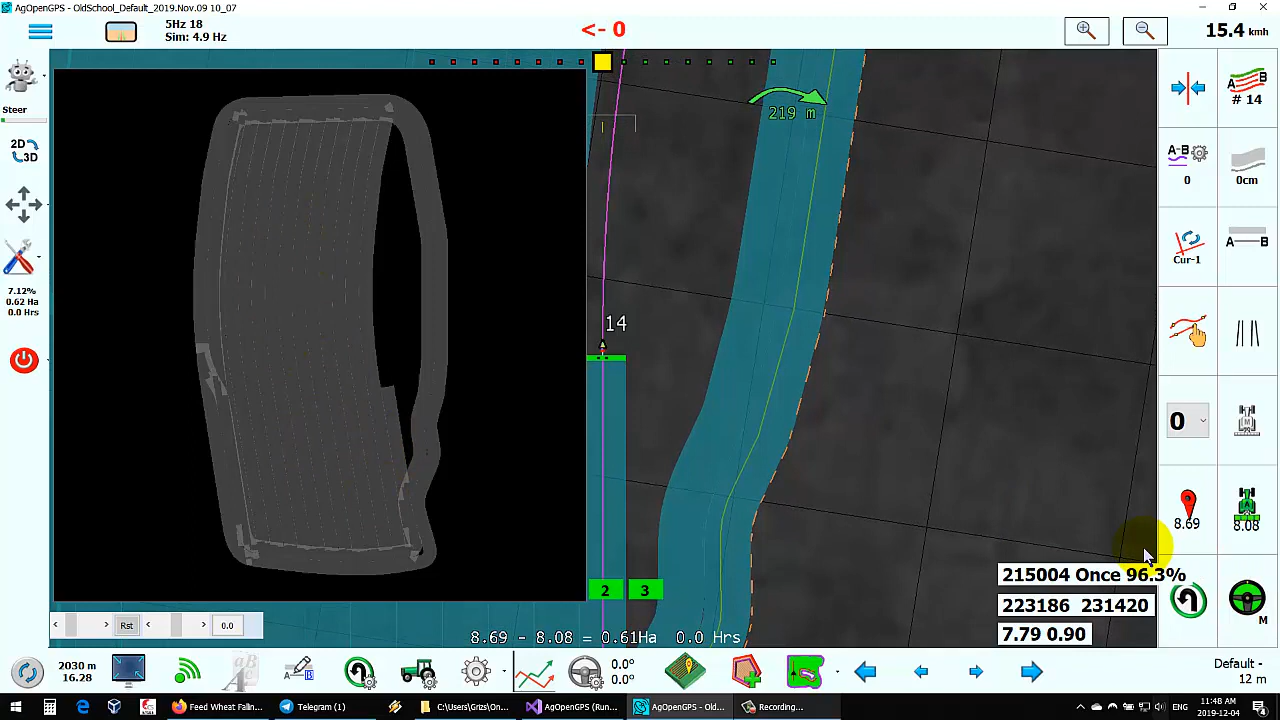 AgOpenGPS - OldSchool_Default_2019.Nov.09 10_07
5Hz 18
Sim: 4.9 Hz
<- 0
15.4 kmh
Steer
2D
3D
7.12%
0.62 Ha
0.0 Hrs
219 m
14
A B
# 14
A-B
0
0cm
Cur-1
A B
0
M
8.69
8.08
215004 Once 96.3%
223186 231420
7.79 0.90
2 3
Rst
0.0
8.69 - 8.08 = 0.61Ha 0.0 Hrs
M
2030 m
16.28
0.0°
0.0°
Default -
12 m
Feed Wheat Fallin...
Telegram (1)
C:\Users\Grizs\On...
AgOpenGPS (Run...
AgOpenGPS - Old...
Recording...
11:48 AM
2019-12-04